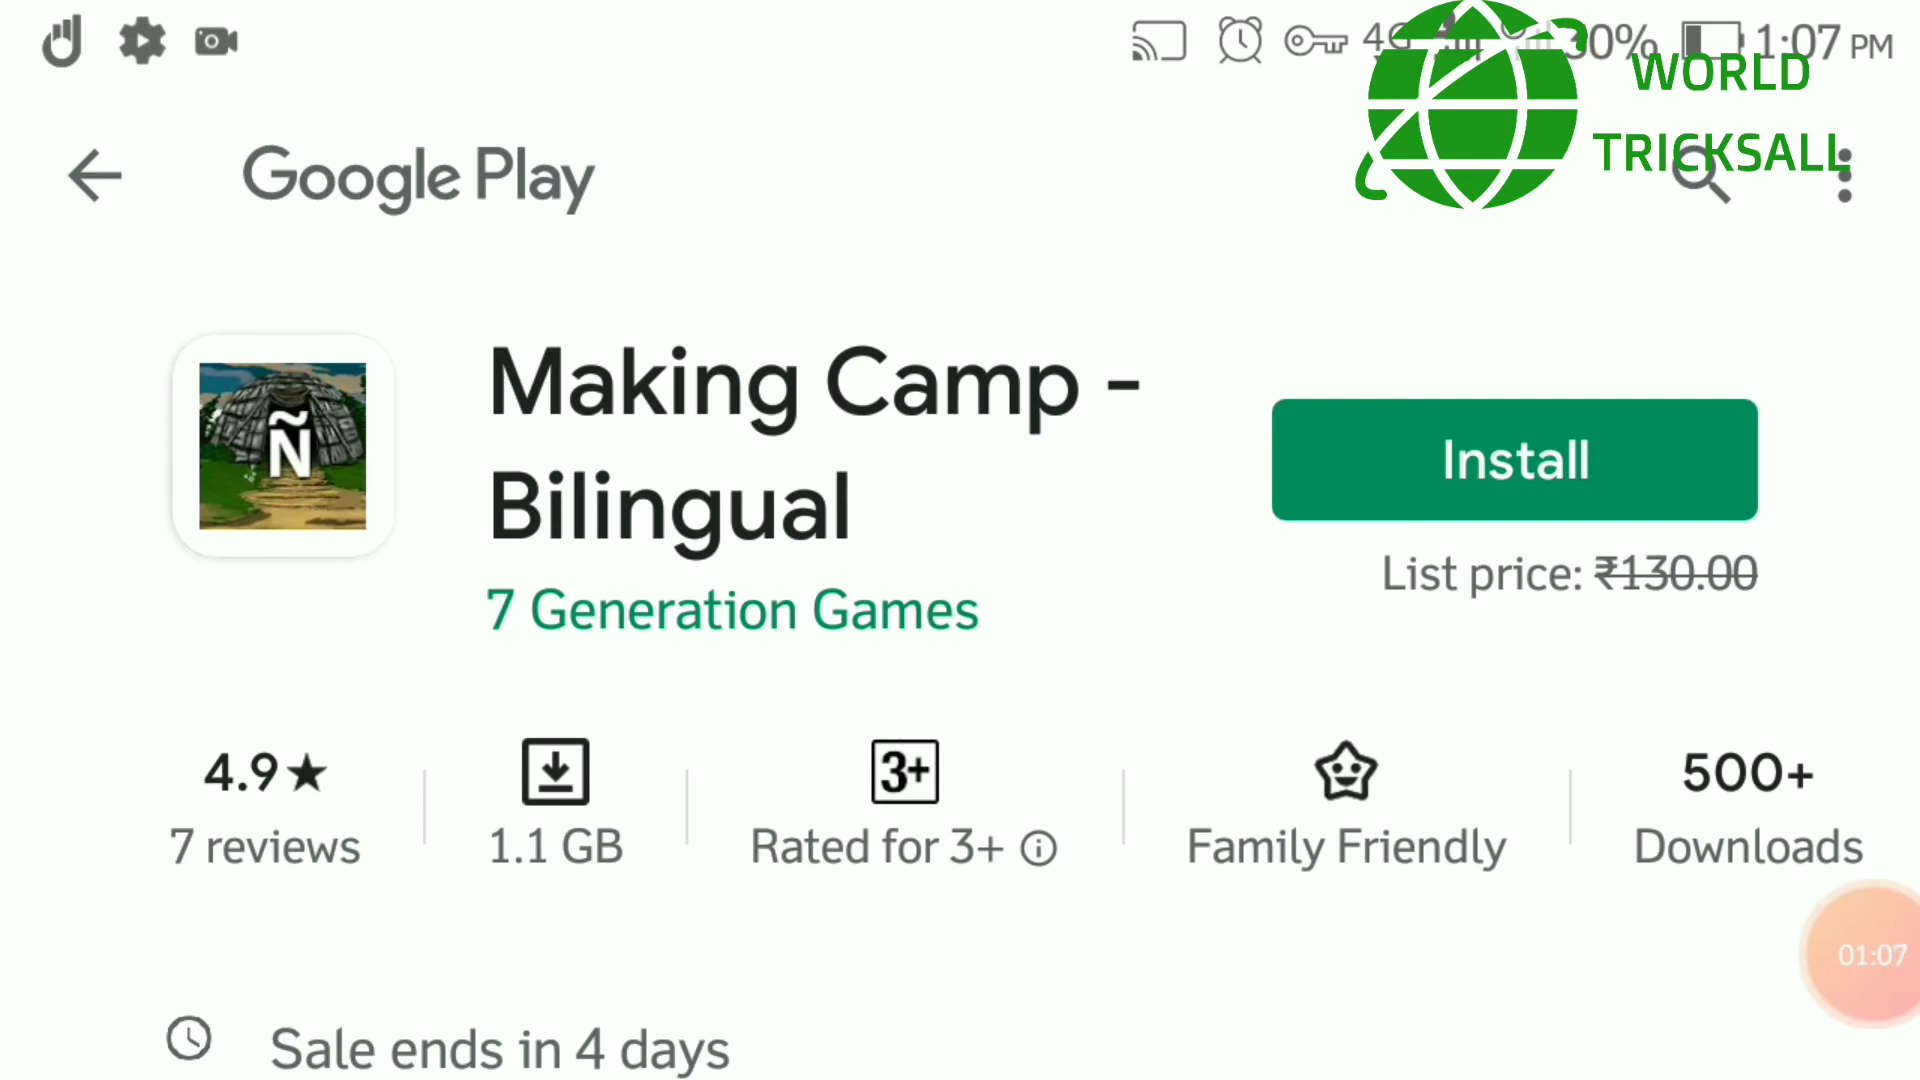 4G 30% 1:07 PM
WORLD
TRICKSALL
Google Play
Ñ
Making Camp -
Bilingual
Install
List price: ₹130.00
7 Generation Games
4.9★
7 reviews
1.1 GB
3+
Rated for 3+
Family Friendly
500+
Downloads
01:07
Sale ends in 4 days